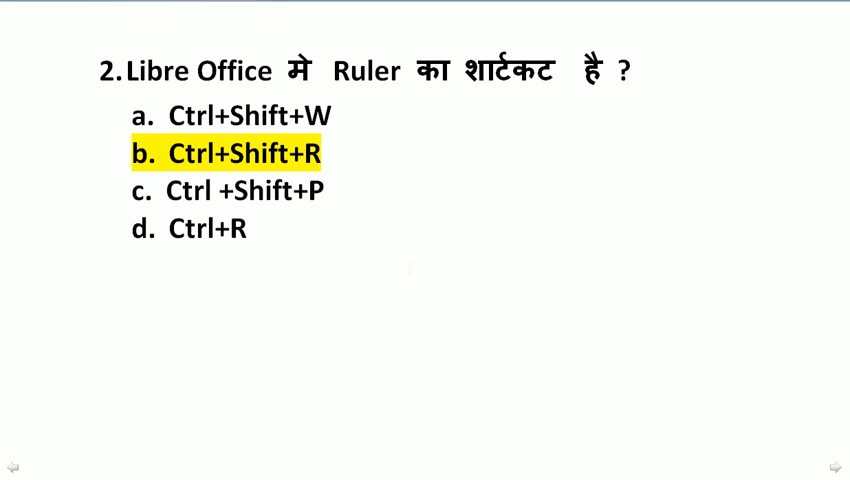 2. Libre Office मे Ruler का शार्टकट है ?
a. Ctrl+Shift+W
b. Ctrl+Shift+R
c. Ctrl +Shift+P
d. Ctrl+R